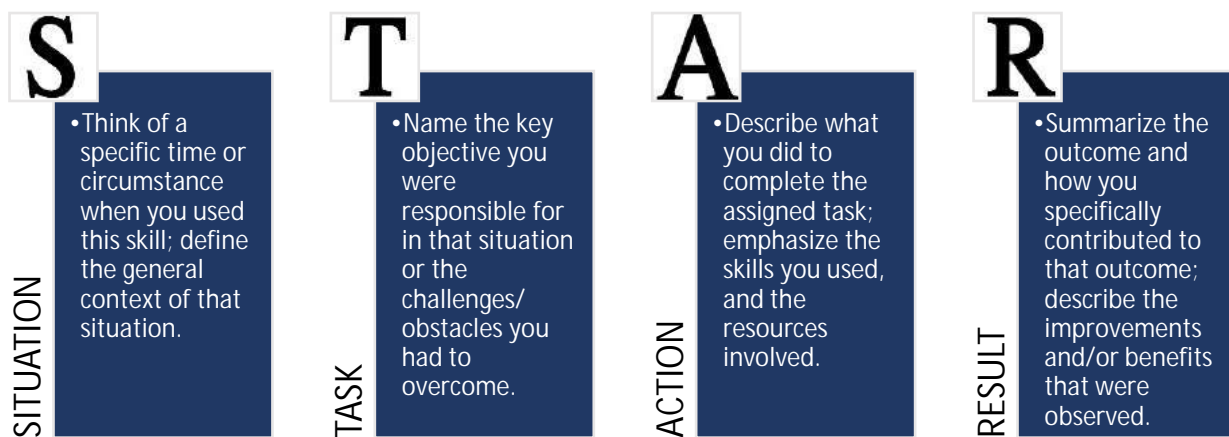 S
SITUATION
•Think of a
specific time or
circumstance
when you used
this skill; define
the general
context of that
situation.
T
TASK
•Name the key
objective you
were
responsible for
in that situation
or the
challenges/
obstacles you
had to
overcome.
A
ACTION
•Describe what
you did to
complete the
assigned task;
emphasize the
skills you used,
and the
resources
involved.
R
RESULT
•Summarize the
outcome and
how you
specifically
contributed to
that outcome;
describe the
improvements
and/or benefits
that were
observed.